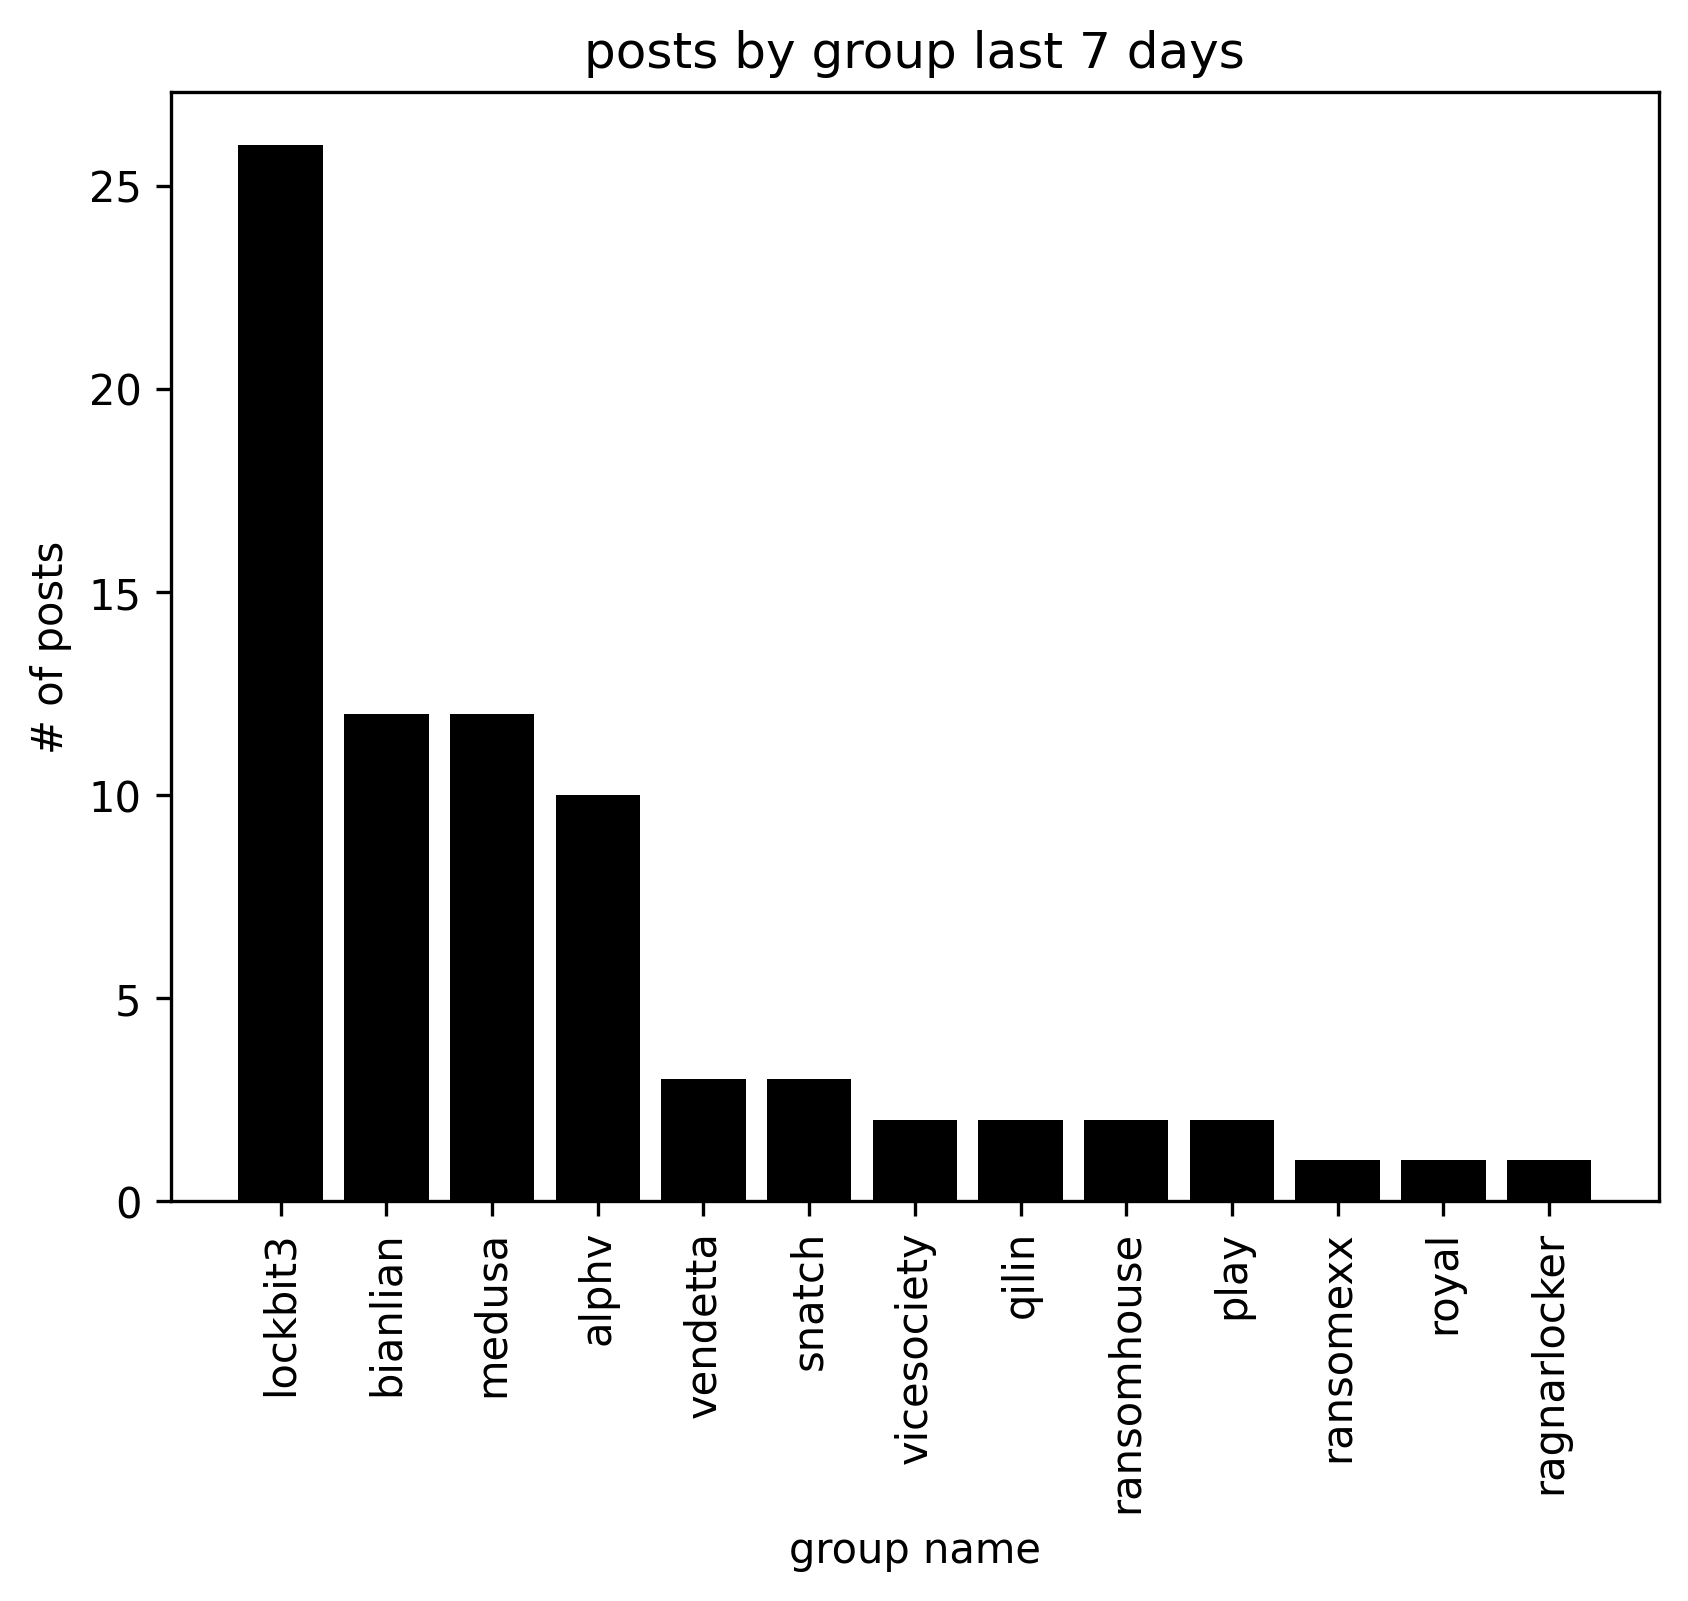 posts by group last 7 days
# of posts
25
20
15
10
5
0
lockbit3
bianlian
medusa
alphv
vendetta
snatch
vicesociety
qilin
ransomhouse
play
ransomexx
royal
ragnarlocker
group name